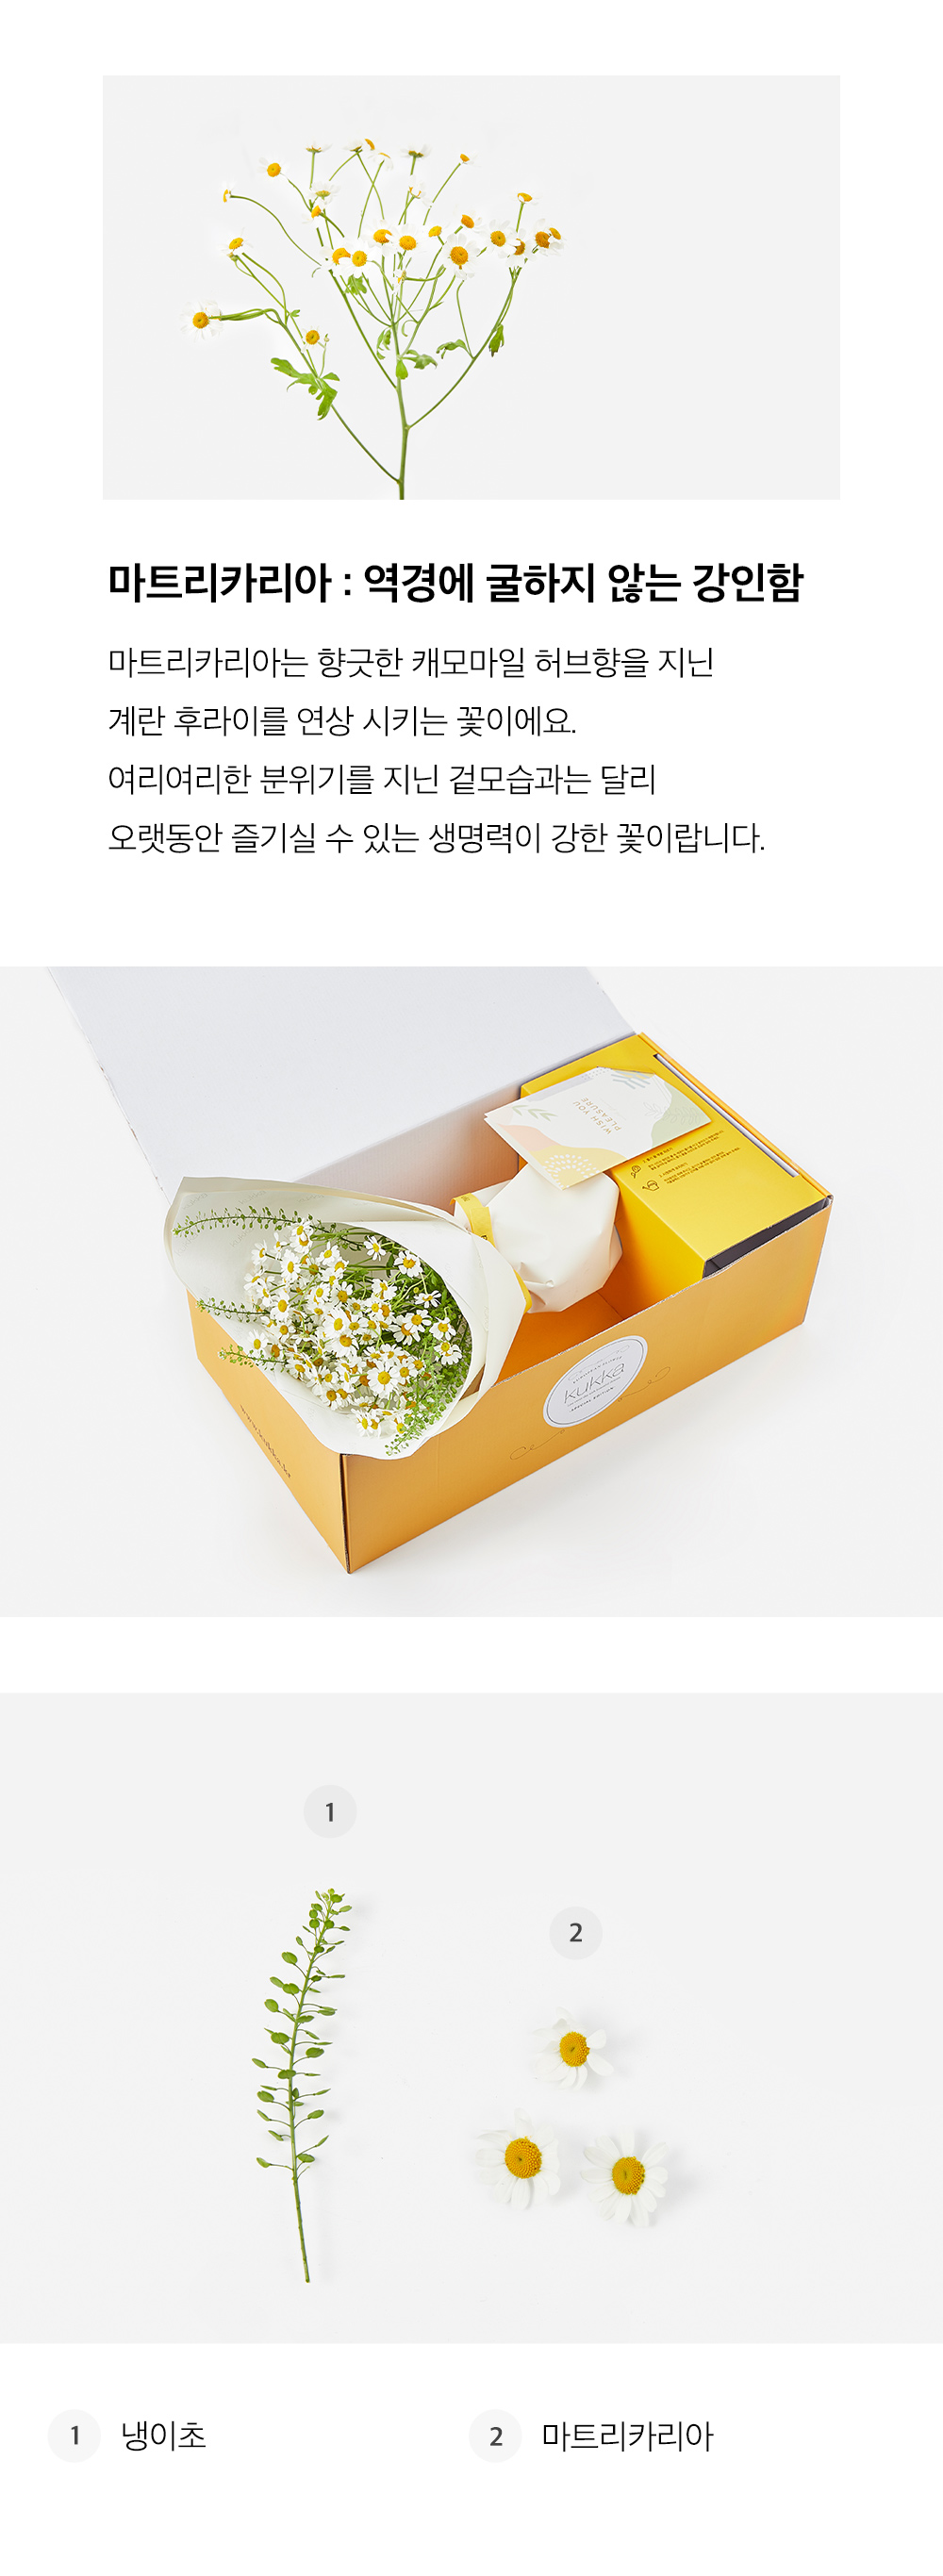 마트리카리아 : 역경에 굴하지 않는 강인함
마트리카리아는 향긋한 캐모마일 허브향을 지닌
계란 후라이를 연상 시키는 꽃이에요.
여리여리한 분위기를 지닌 겉모습과는 달리
오랫동안 즐기실 수 있는 생명력이 강한 꽃이랍니다.
WISH YOU
PLEASURE
kukka
SPECIAL EDITION
www.kukka.kr
1
2
1 냉이초
2 마트리카리아